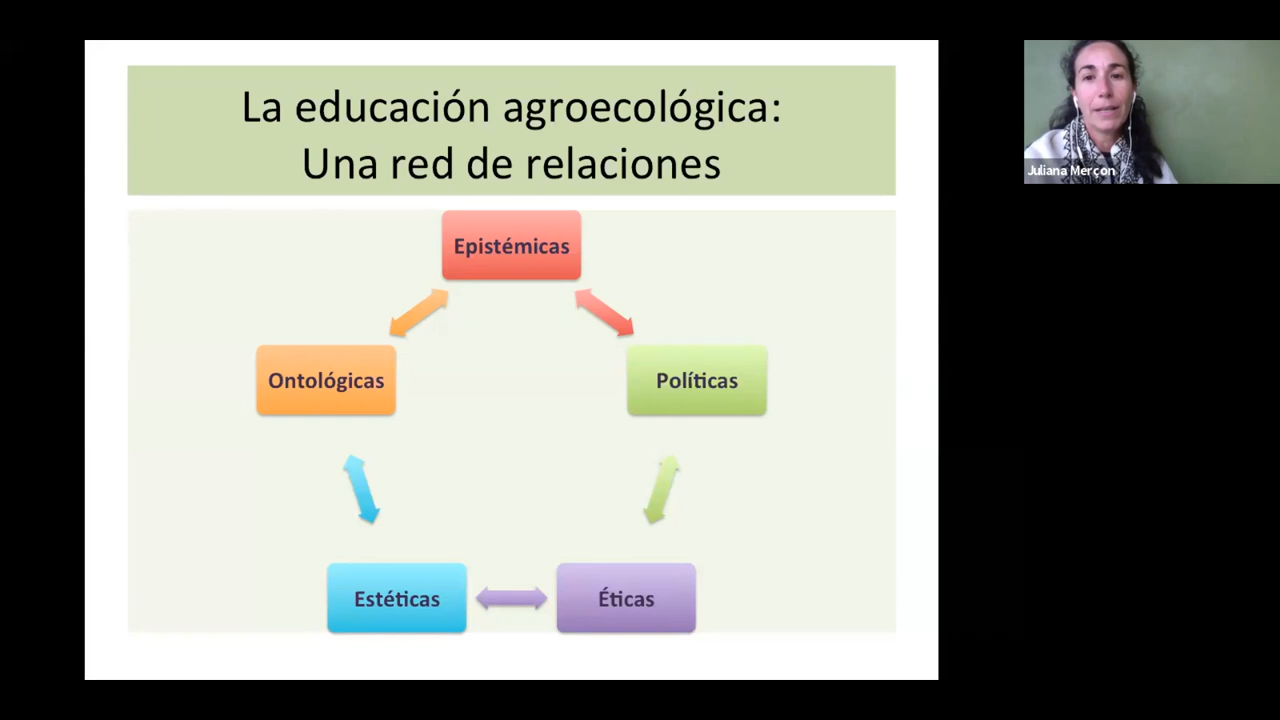 La educación agroecológica:
Una red de relaciones
Epistémicas
Ontológicas
Políticas
Estéticas
Éticas
Juliana Merçon